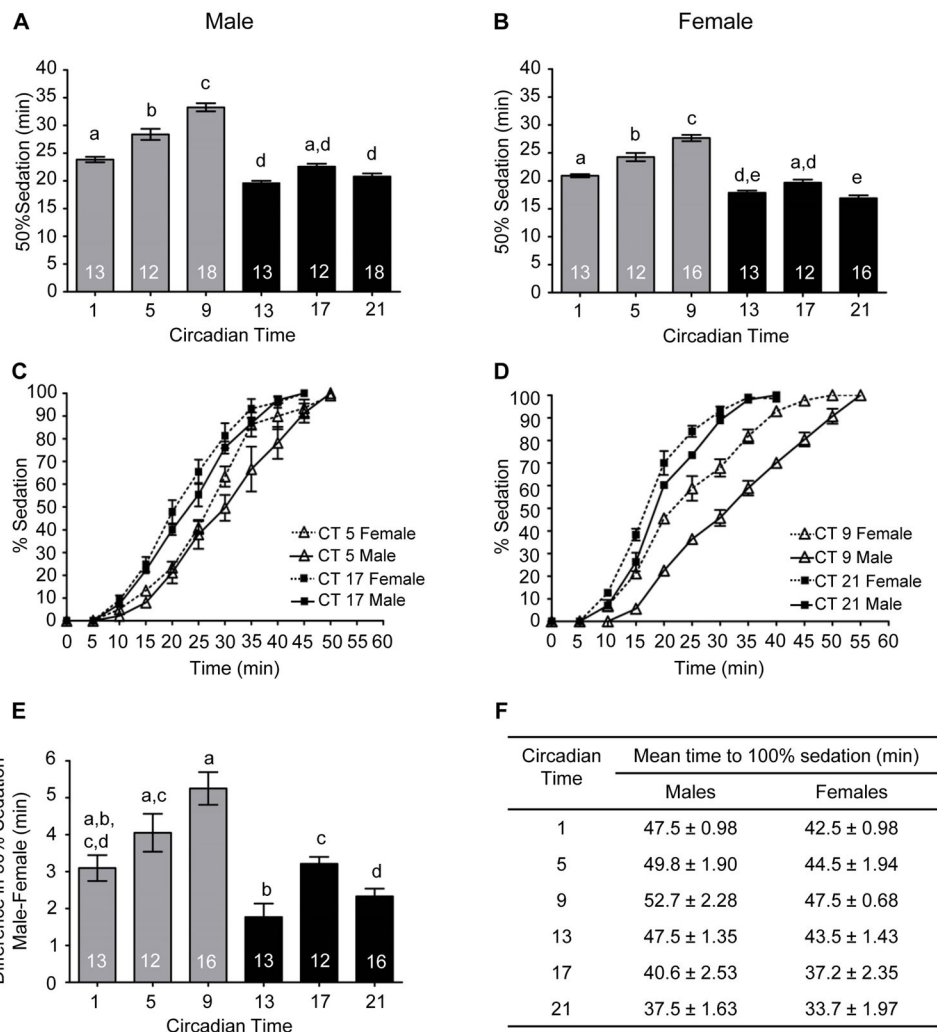 A Male
50%Sedation (min)
40
35
30
25
20
15
10
5
0
a b c d a,d d
13 12 18 13 12 18
1 5 9 13 17 21
Circadian Time
B Female
50% Sedation (min)
40
35
30
25
20
15
10
5
0
a b c d,e a,d e
13 12 16 13 12 16
1 5 9 13 17 21
Circadian Time
C
% Sedation
100
90
80
70
60
50
40
30
20
10
0
CT 5 Female
CT 5 Male
CT 17 Female
CT 17 Male
0 5 10 15 20 25 30 35 40 45 50 55 60
Time (min)
D
% Sedation
100
90
80
70
60
50
40
30
20
10
0
CT 9 Female
CT 9 Male
CT 21 Female
CT 21 Male
0 5 10 15 20 25 30 35 40 45 50 55 60
Time (min)
E
Male-Female (min)
6
5
4
3
2
1
0
a,b,
c,d
a,c a b c d
13 12 16 13 12 16
1 5 9 13 17 21
Circadian Time
F
Circadian Time Mean time to 100% sedation (min)
Males Females
1 47.5 ± 0.98 42.5 ± 0.98
5 49.8 ± 1.90 44.5 ± 1.94
9 52.7 ± 2.28 47.5 ± 0.68
13 47.5 ± 1.35 43.5 ± 1.43
17 40.6 ± 2.53 37.2 ± 2.35
21 37.5 ± 1.63 33.7 ± 1.97